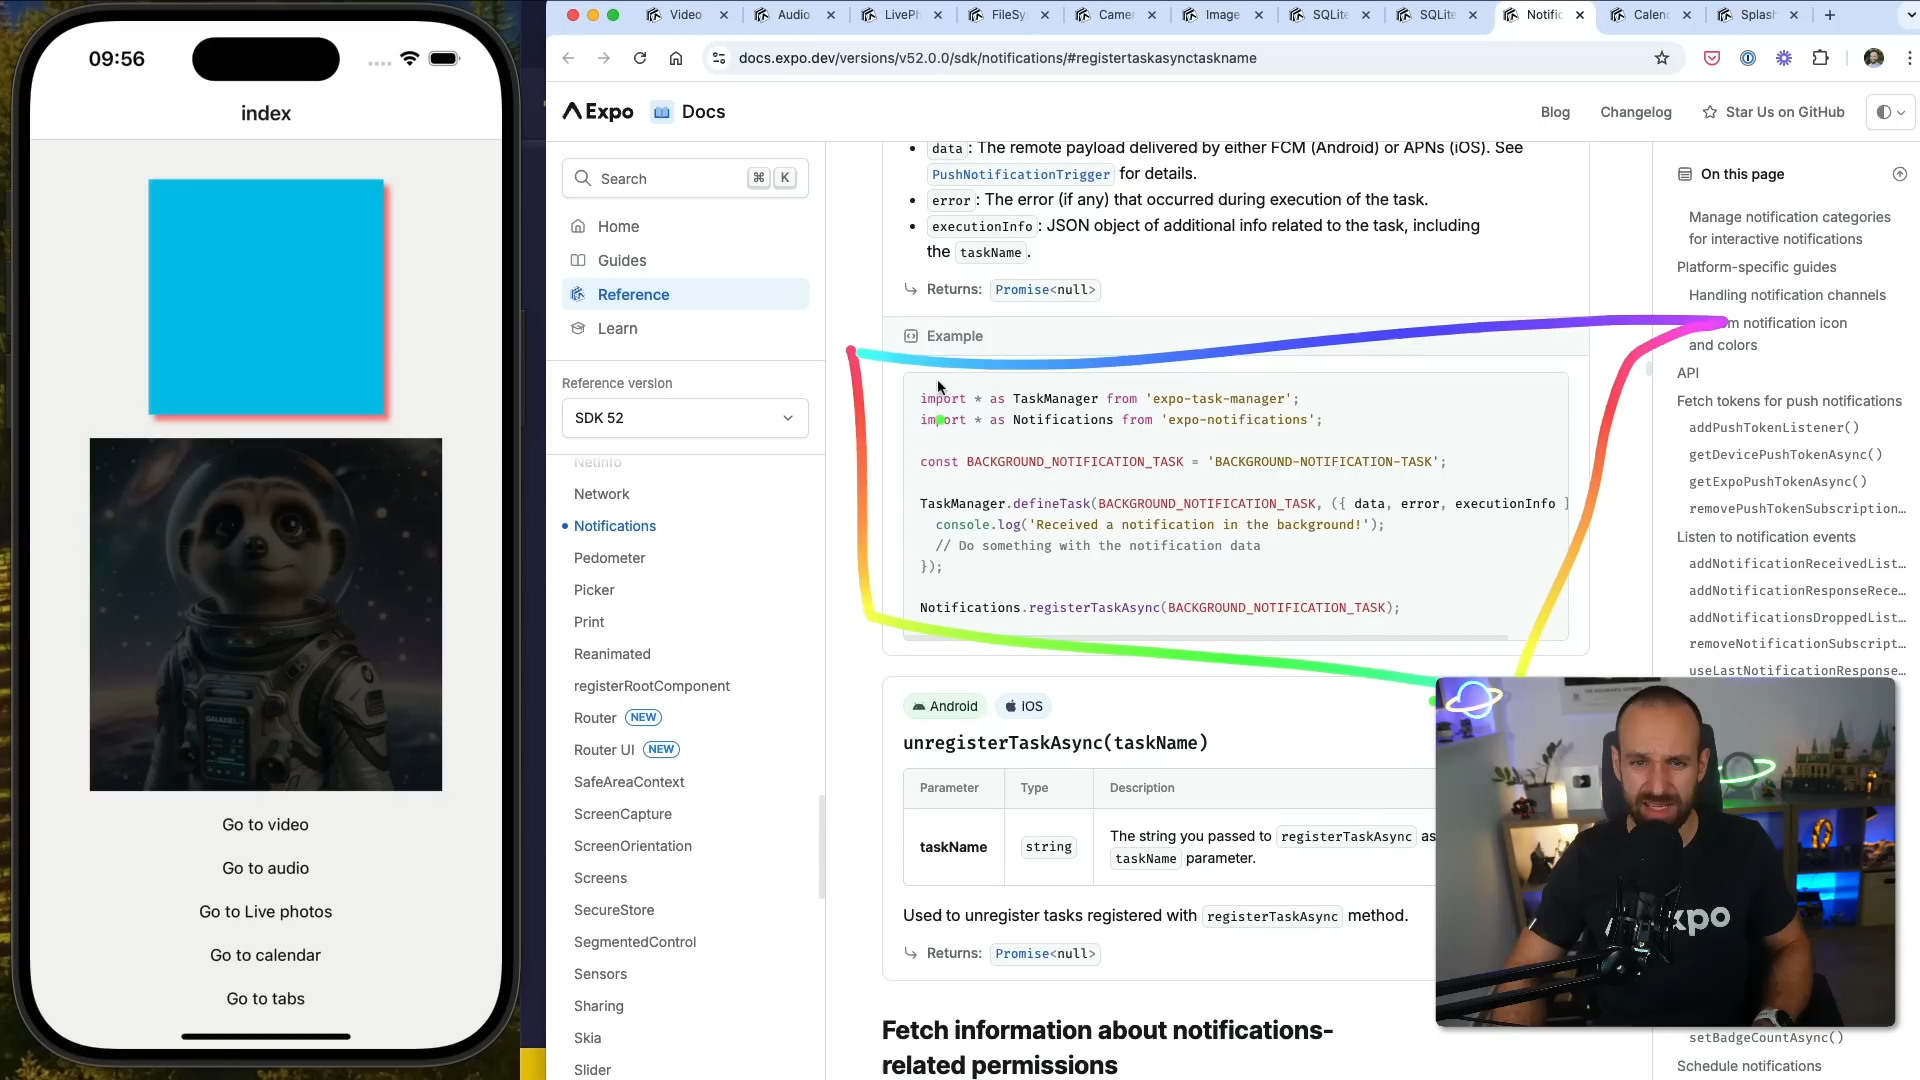 09:56
index
Go to video
Go to audio
Go to Live photos
Go to calendar
Go to tabs
Video
Audio
LivePh
FileSy
Camer
Image
SQLite
SQLite
Notific
Calend
Splash
docs.expo.dev/versions/v52.0.0/sdk/notifications/#registertaskasynctaskname
Expo
Docs
Blog
Changelog
Star Us on GitHub
Search
⌘ K
Home
Guides
Reference
Learn
Reference version
SDK 52
NetInfo
Network
Notifications
Pedometer
Picker
Print
Reanimated
registerRootComponent
Router NEW
Router UI NEW
SafeAreaContext
ScreenCapture
ScreenOrientation
Screens
SecureStore
SegmentedControl
Sensors
Sharing
Skia
Slider
data: The remote payload delivered by either FCM (Android) or APNs (iOS). See
PushNotificationTrigger for details.
error: The error (if any) that occurred during execution of the task.
executionInfo: JSON object of additional info related to the task, including
the taskName.
Returns: Promise<null>
Example
import * as TaskManager from 'expo-task-manager';
import * as Notifications from 'expo-notifications';
const BACKGROUND_NOTIFICATION_TASK = 'BACKGROUND-NOTIFICATION-TASK';
TaskManager.defineTask(BACKGROUND_NOTIFICATION_TASK, ({ data, error, executionInfo }
console.log('Received a notification in the background!');
// Do something with the notification data
});
Notifications.registerTaskAsync(BACKGROUND_NOTIFICATION_TASK);
Android
iOS
unregisterTaskAsync(taskName)
Parameter Type Description
taskName string The string you passed to registerTaskAsync as
taskName parameter.
Used to unregister tasks registered with registerTaskAsync method.
Returns: Promise<null>
Fetch information about notifications-
related permissions
On this page
Manage notification categories
for interactive notifications
Platform-specific guides
Handling notification channels
m notification icon
and colors
API
Fetch tokens for push notifications
addPushTokenListener()
getDevicePushTokenAsync()
getExpoPushTokenAsync()
removePushTokenSubscription...
Listen to notification events
addNotificationReceivedList...
addNotificationResponseRece...
addNotificationsDroppedList...
removeNotificationSubscript...
useLastNotificationResponse...
xpo
setBadgeCountAsync()
Schedule notifications